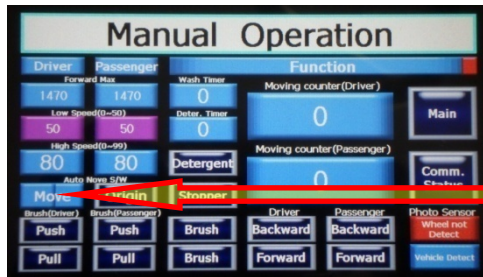 Manual Operation
Driver Passenger Function
Forward Max Wash Timer Moving counter(Driver)
1470 1470 0 0 Main
Low Speed(0~50) Deter. Timer
50 50 0
High Speed(0~99) Moving counter(Passenger)
80 80 Detergent 0 Comm. Status
Auto Move S/W
Move Origin Stopper
Brush(Driver) Brush(Passenger) Driver Passenger Photo Sensor
Push Push Brush Backward Backward Wheel not Detect
Pull Pull Brush Forward Forward Vehicle Detect